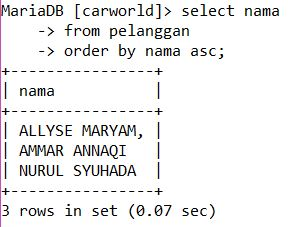 MariaDB [carworld]> select nama
    -> from pelanggan
    -> order by nama asc;
+----------------+
| nama           |
+----------------+
| ALLYSE MARYAM, |
| AMMAR ANNAQI   |
| NURUL SYUHADA  |
+----------------+
3 rows in set (0.07 sec)